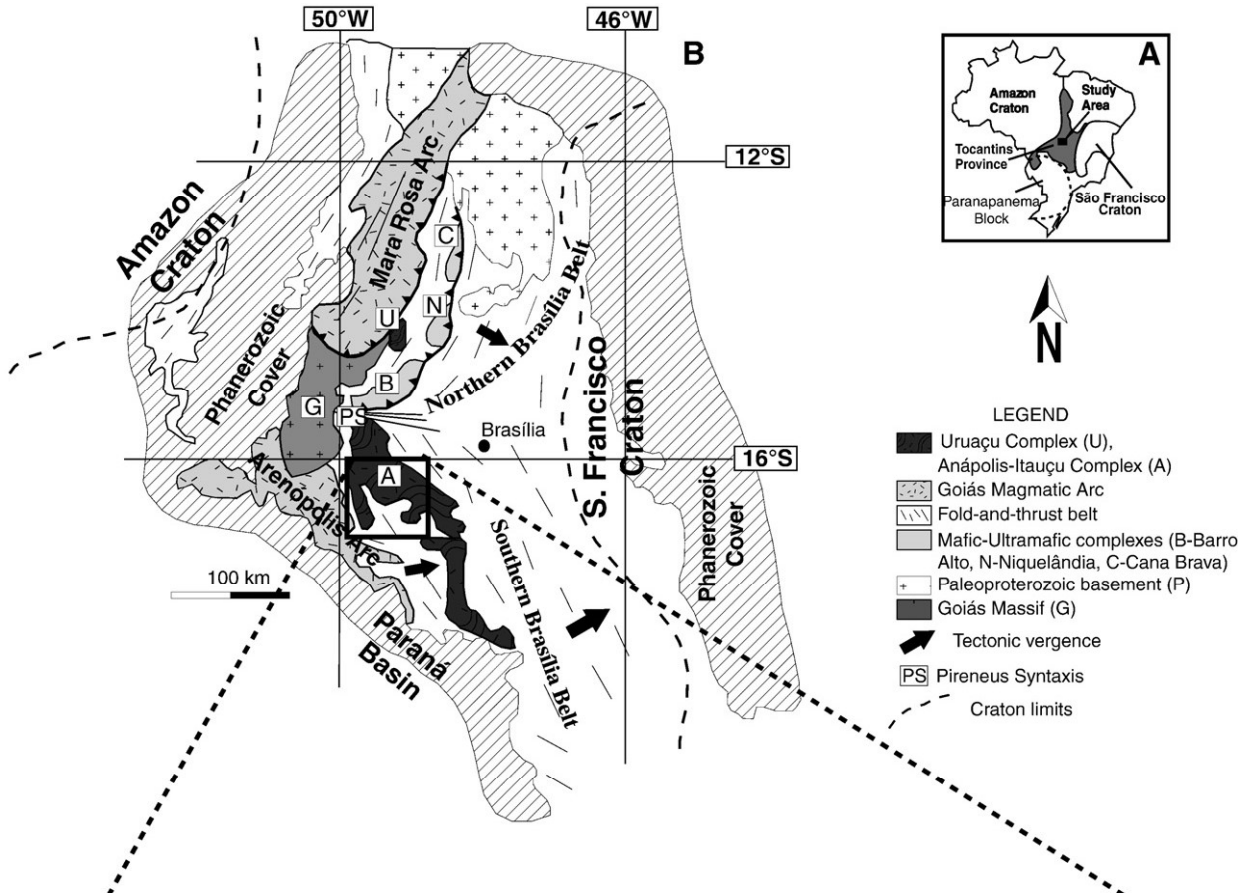 50°W
46°W
B
A
Amazon
Craton
Study
Area
Tocantins
Province
Paranapanema
Block
São Francisco
Craton
12°S
Mara Rosa Arc
Amazon
Craton
C
N
U
B
G
PS
A
Phanerozoic
Cover
Northern Brasília Belt
Brasília
S. Francisco
Craton
16°S
Arenópolis Arc
Southern Brasília Belt
Phanerozoic
Cover
100 km
Paraná
Basin
N
LEGEND
Uruaçu Complex (U),
Anápolis-Itauçu Complex (A)
Goiás Magmatic Arc
Fold-and-thrust belt
Mafic-Ultramafic complexes (B-Barro
Alto, N-Niquelândia, C-Cana Brava)
Paleoproterozoic basement (P)
Goiás Massif (G)
Tectonic vergence
PS Pireneus Syntaxis
Craton limits